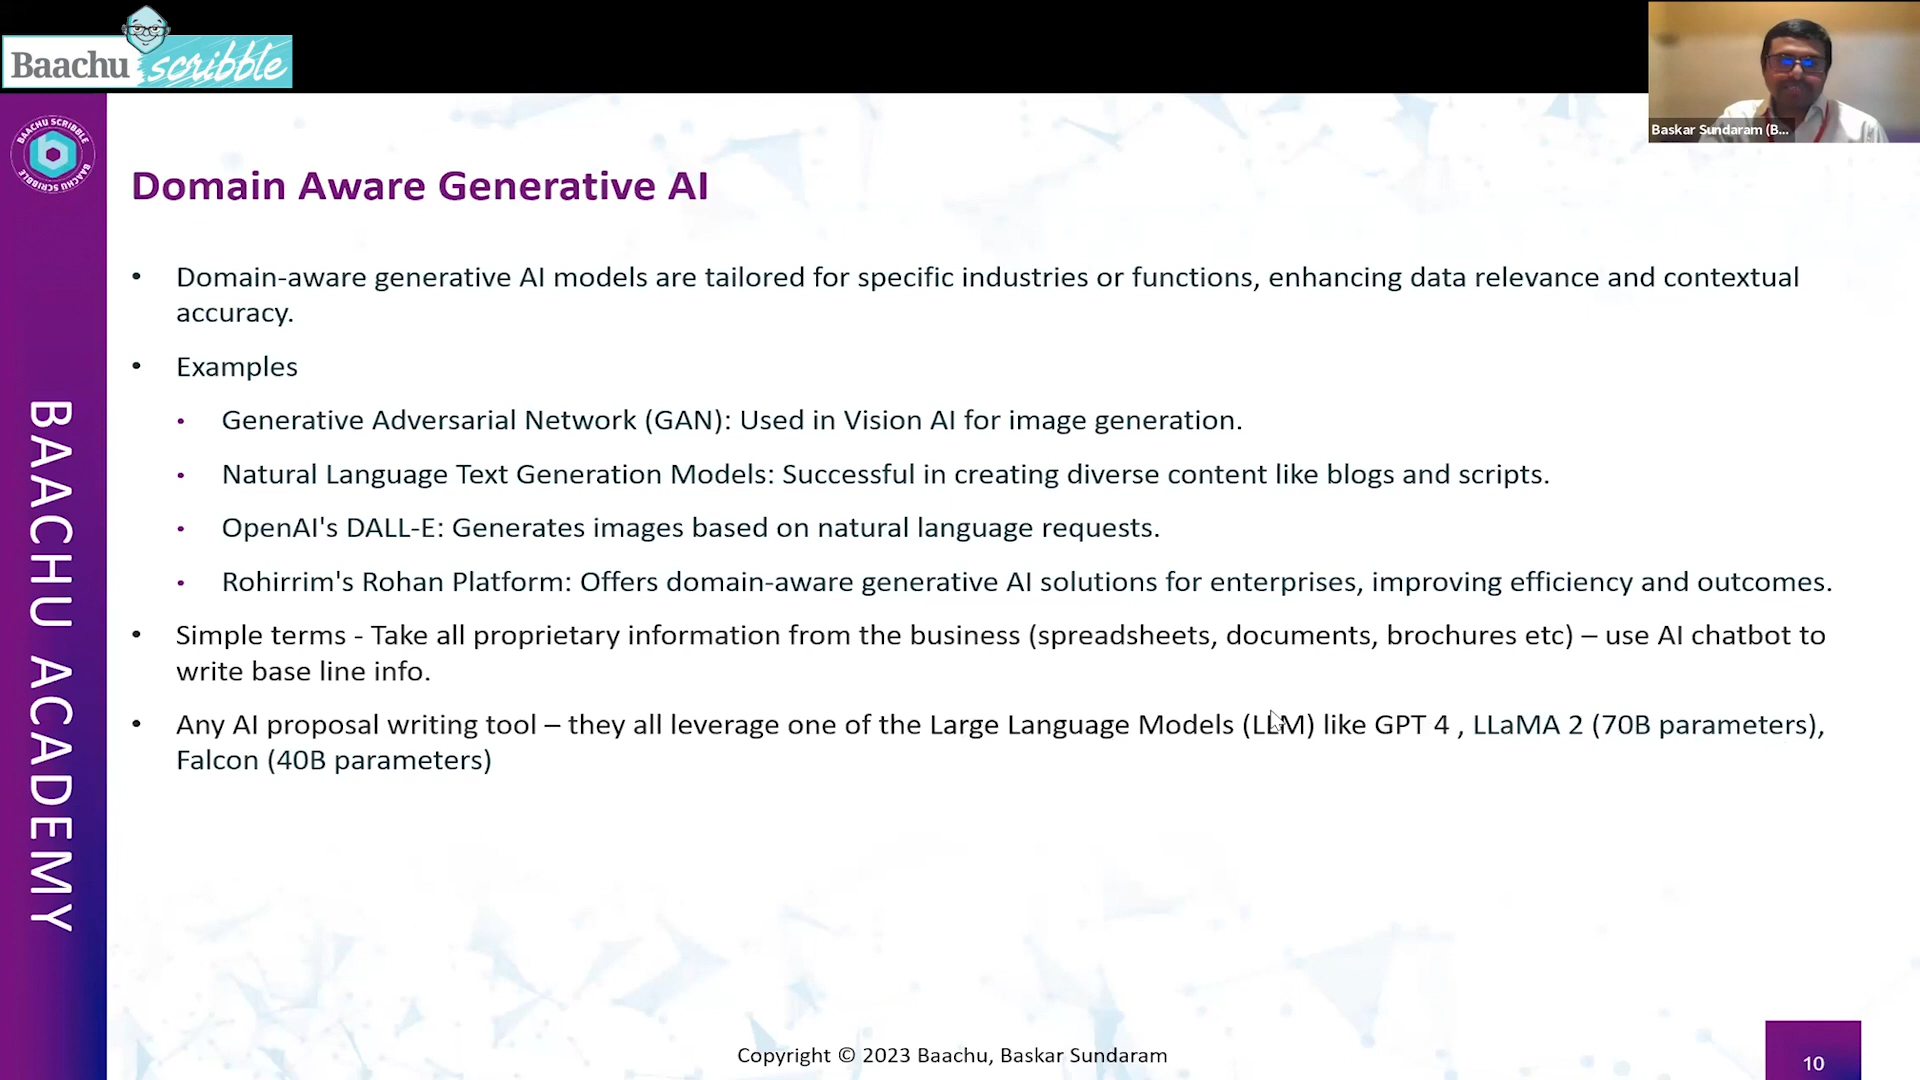 Baachu scribble
Baskar Sundaram (B...
BAACHU SCRIBBLE
BAACHU SCRIBBLE
BAACHU ACADEMY
Domain Aware Generative AI
• Domain-aware generative AI models are tailored for specific industries or functions, enhancing data relevance and contextual
accuracy.
• Examples
• Generative Adversarial Network (GAN): Used in Vision AI for image generation.
• Natural Language Text Generation Models: Successful in creating diverse content like blogs and scripts.
• OpenAI's DALL-E: Generates images based on natural language requests.
• Rohirrim's Rohan Platform: Offers domain-aware generative AI solutions for enterprises, improving efficiency and outcomes.
• Simple terms - Take all proprietary information from the business (spreadsheets, documents, brochures etc) – use AI chatbot to
write base line info.
• Any AI proposal writing tool – they all leverage one of the Large Language Models (LLM) like GPT 4 , LLaMA 2 (70B parameters),
Falcon (40B parameters)
Copyright © 2023 Baachu, Baskar Sundaram
10